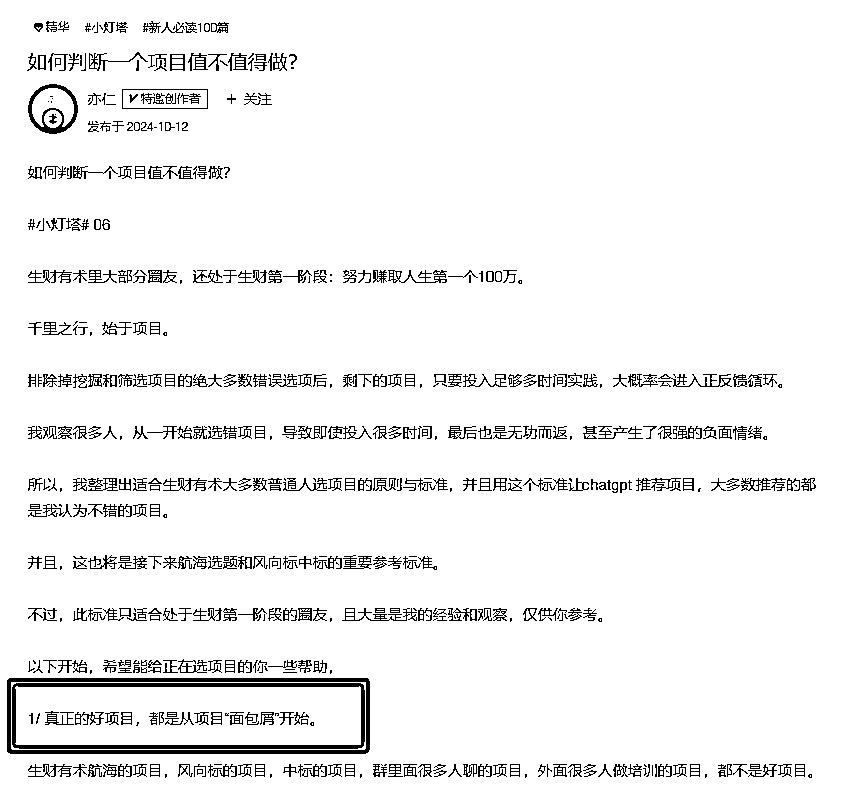 精华 #小灯塔 #新人必读100篇
如何判断一个项目值不值得做？
亦仁 特邀创作者 + 关注
发布于 2024-10-12
如何判断一个项目值不值得做？
#小灯塔# 06
生财有术里大部分圈友，还处于生财第一阶段：努力赚取人生第一个100万。
千里之行，始于项目。
排除掉挖掘和筛选项目的绝大多数错误选项后，剩下的项目，只要投入足够多时间实践，大概率会进入正反馈循环。
我观察很多人，从一开始就选错项目，导致即使投入很多时间，最后也是无功而返，甚至产生了很强的负面情绪。
所以，我整理出适合生财有术大多数普通人选项目的原则与标准，并且用这个标准让chatgpt 推荐项目，大多数推荐的都
是我认为不错的项目。
并且，这也将是接下来航海选题和风向标中标的重要参考标准。
不过，此标准只适合处于生财第一阶段的圈友，且大量是我的经验和观察，仅供你参考。
以下开始，希望能给正在选项目的你一些帮助，
1/ 真正的好项目，都是从项目“面包屑”开始。
生财有术航海的项目，风向标的项目，中标的项目，群里面很多人聊的项目，外面很多人做培训的项目，都不是好项目。